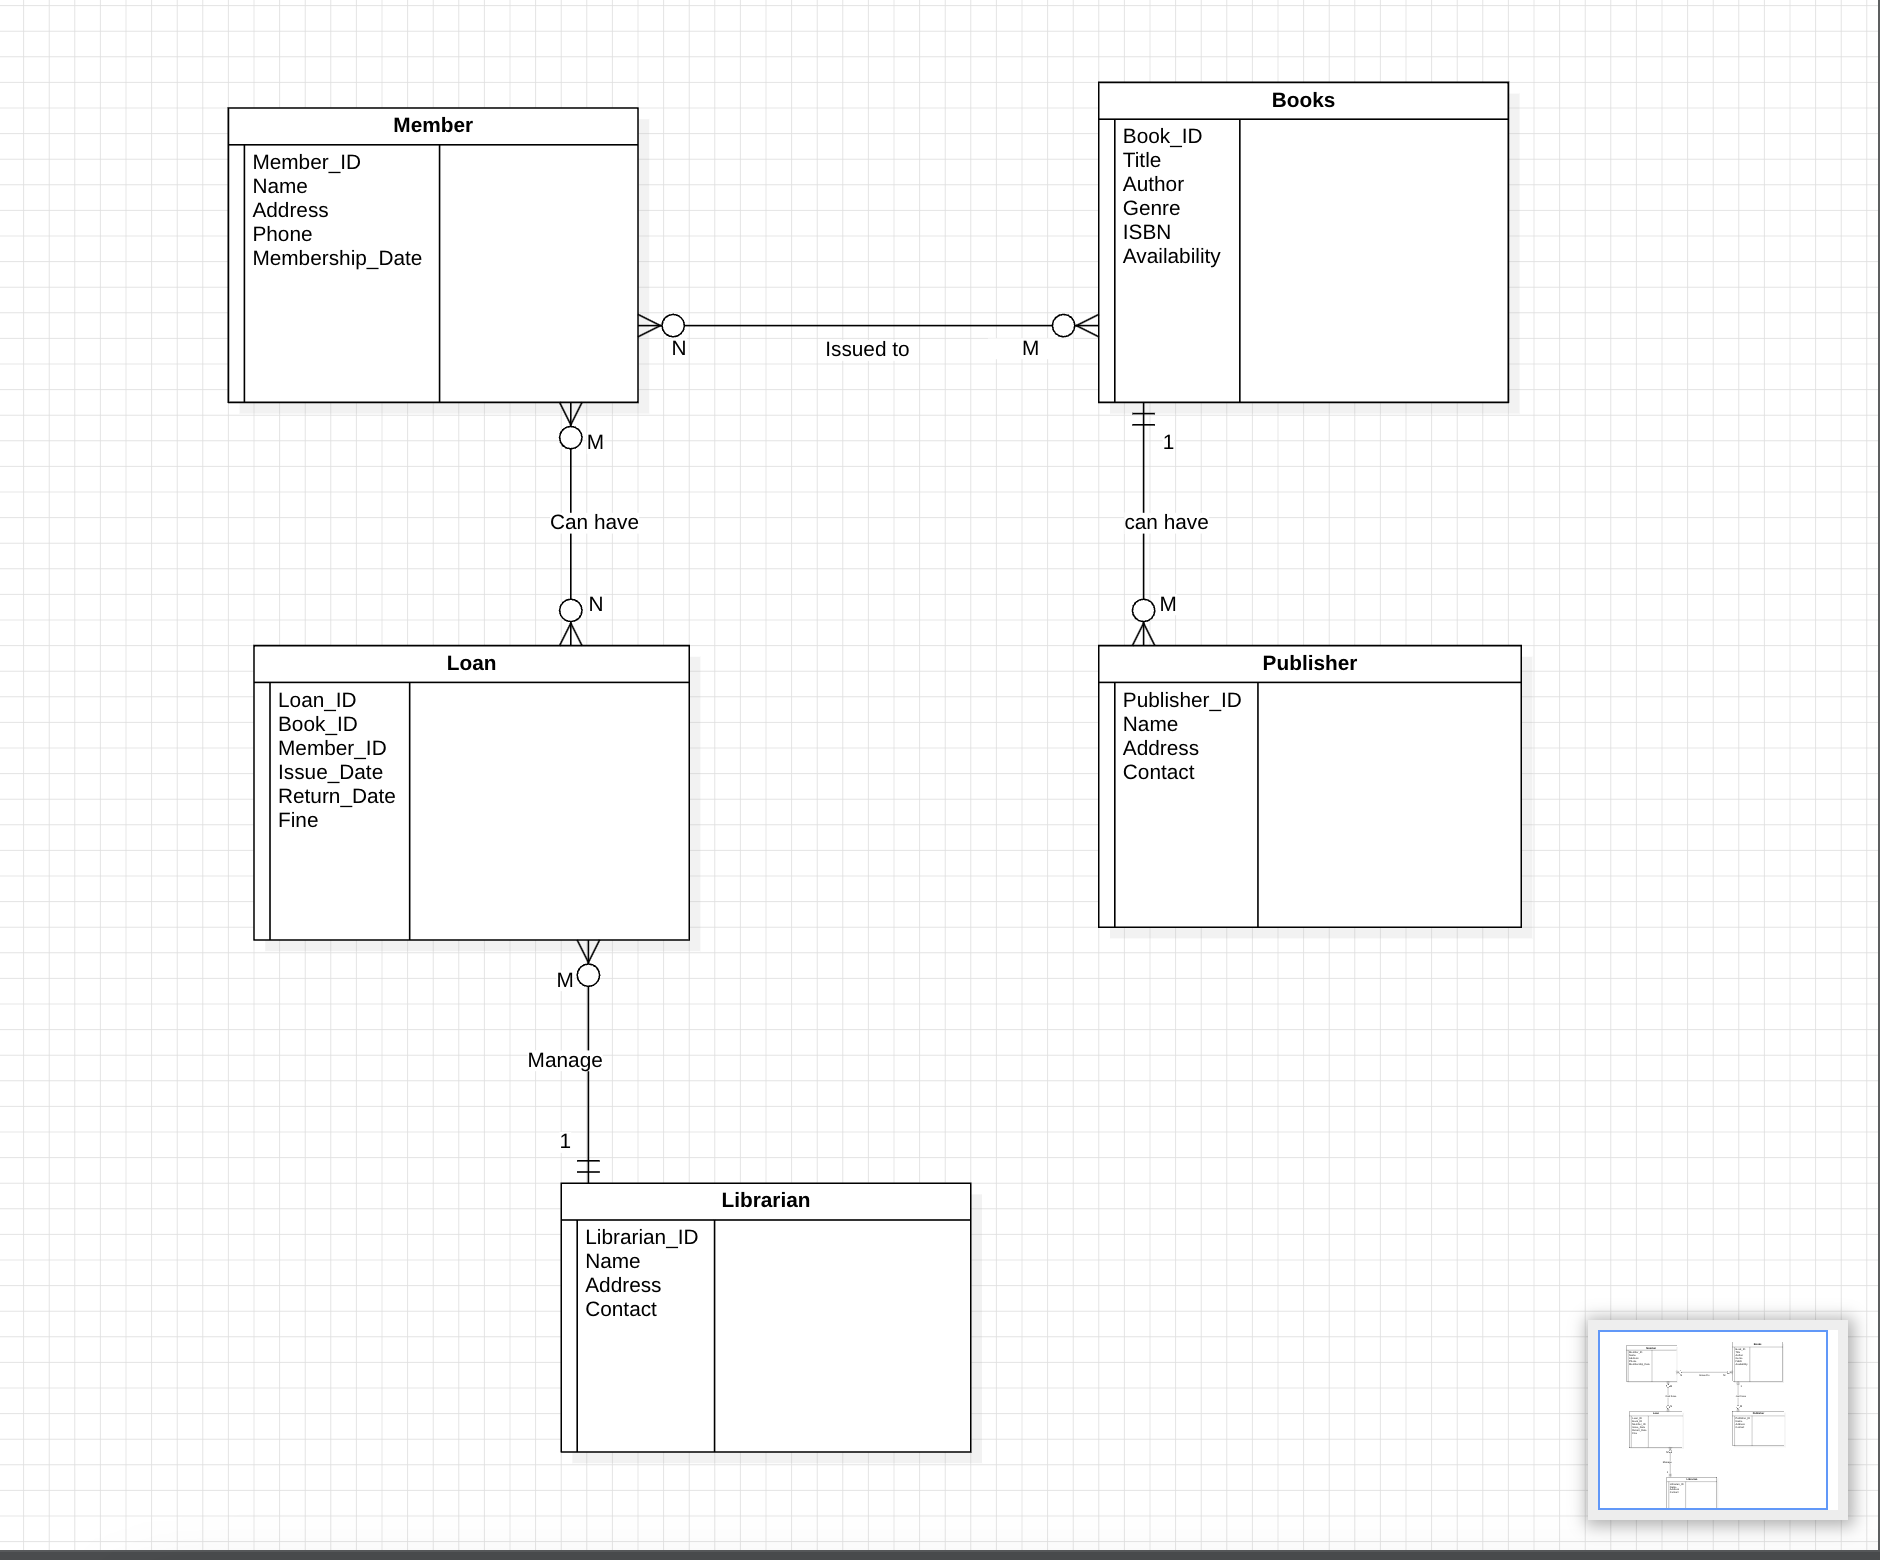 Member
Member_ID
Name
Address
Phone
Membership_Date
Books
Book_ID
Title
Author
Genre
ISBN
Availability
N
Issued to
M
M
Can have
N
1
can have
M
Loan
Loan_ID
Book_ID
Member_ID
Issue_Date
Return_Date
Fine
Publisher
Publisher_ID
Name
Address
Contact
M
Manage
1
Librarian
Librarian_ID
Name
Address
Contact